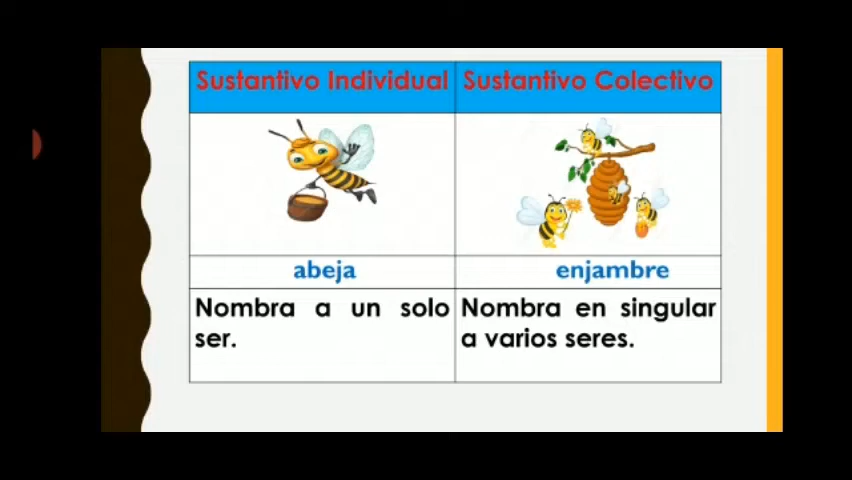 Sustantivo Individual Sustantivo Colectivo
abeja enjambre
Nombra a un solo
ser.
Nombra en singular
a varios seres.